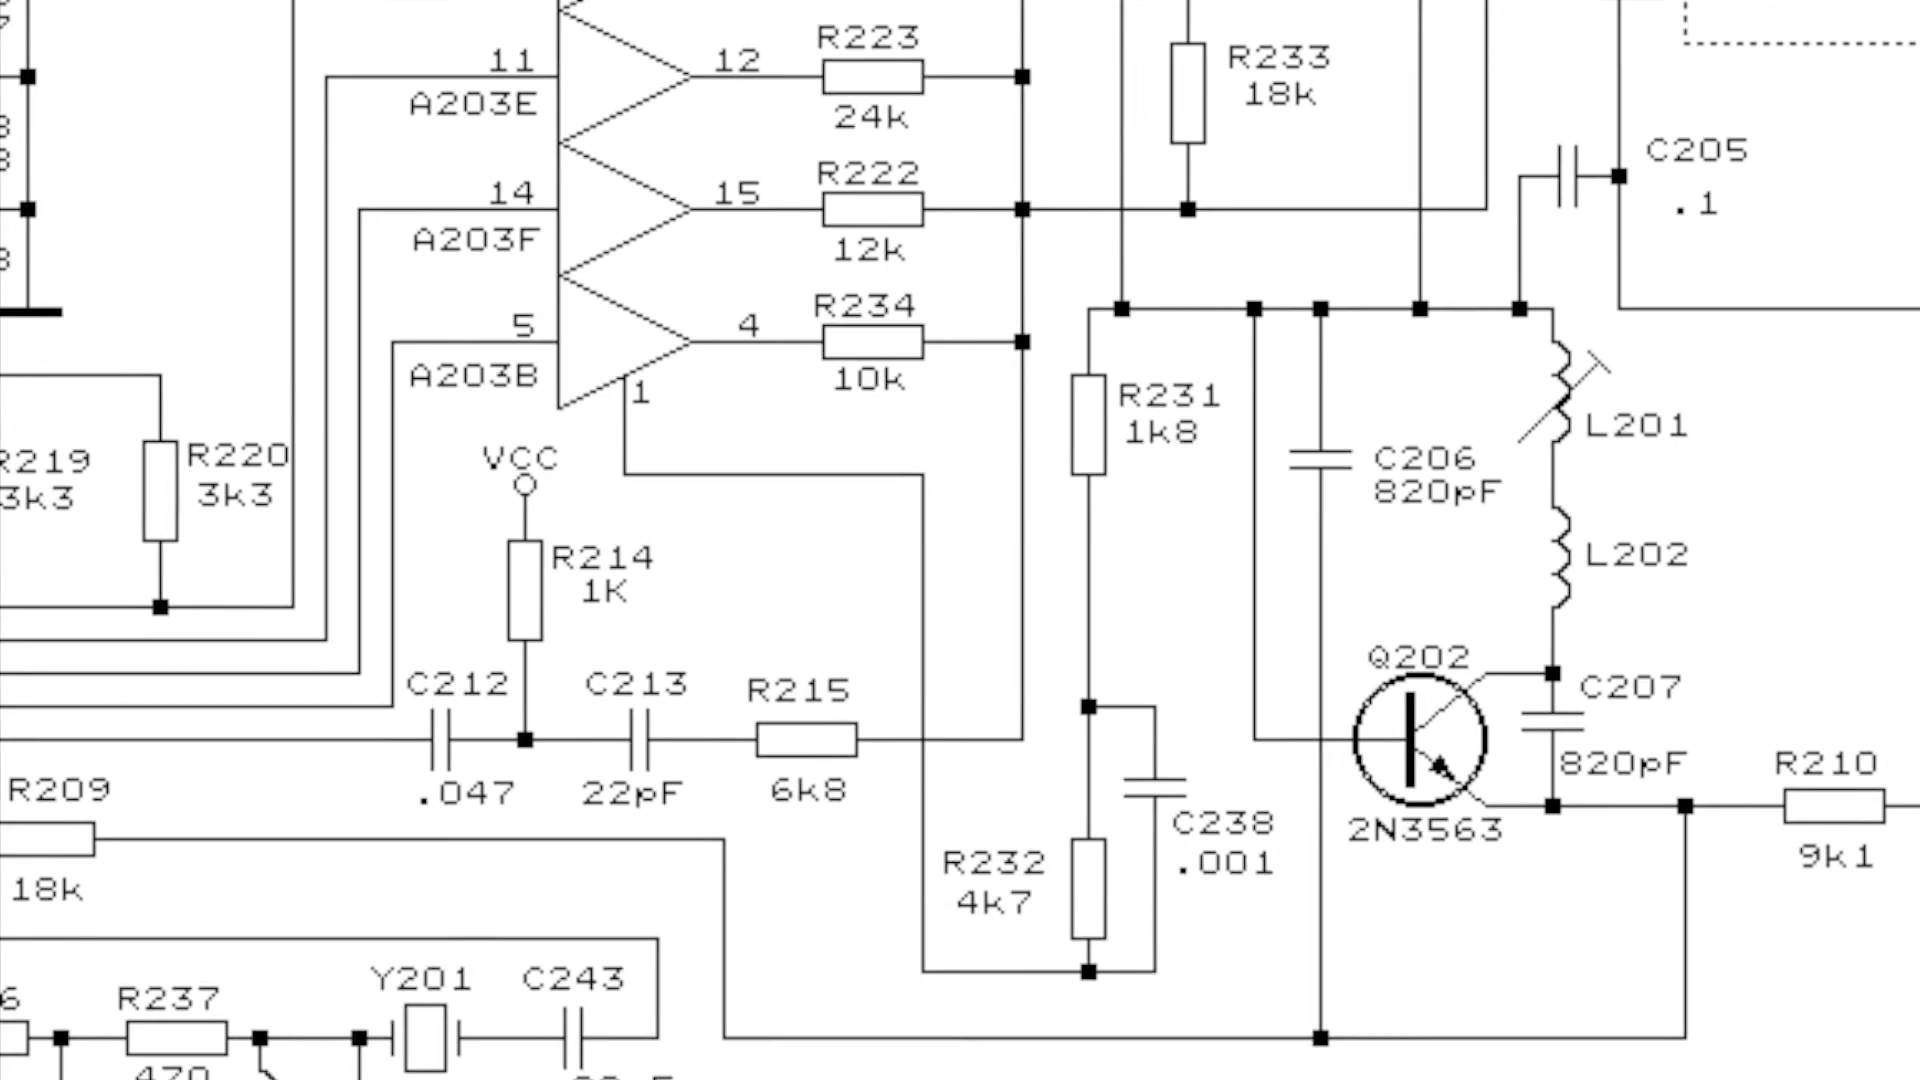 R223
11
12
A203E
24k
R233
18k
14
15
R222
A203F
12k
C205
.1
5
4
R234
A203B
10k
1
R231
1k8
L201
VCC
R219
3k3
R220
3k3
C206
820pF
R214
1K
L202
C212
C213
R215
Q202
C207
.047
22pF
6k8
820pF
R210
R209
18k
2N3563
9k1
C238
.001
R232
4k7
Y201
C243
6
R237
470